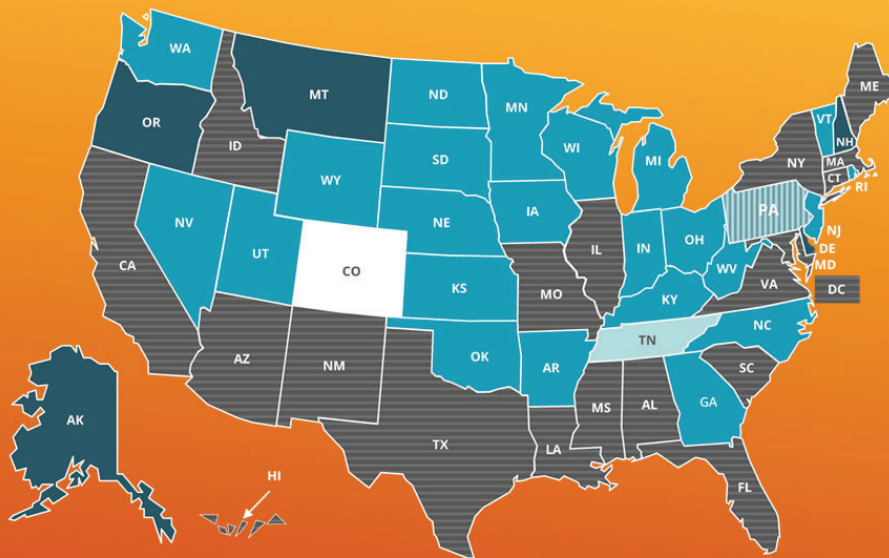 WA
MT
ND
MN
OR
ID
SD
WI
MI
WY
NE
IA
NV
UT
CO
CA
KS
IL
IN
OH
MO
KY
WV
PA
NY
VT
NH
ME
MA
CT
RI
NJ
DE
MD
DC
VA
NC
TN
AZ
NM
OK
AR
SC
MS
AL
GA
TX
LA
FL
AK
HI